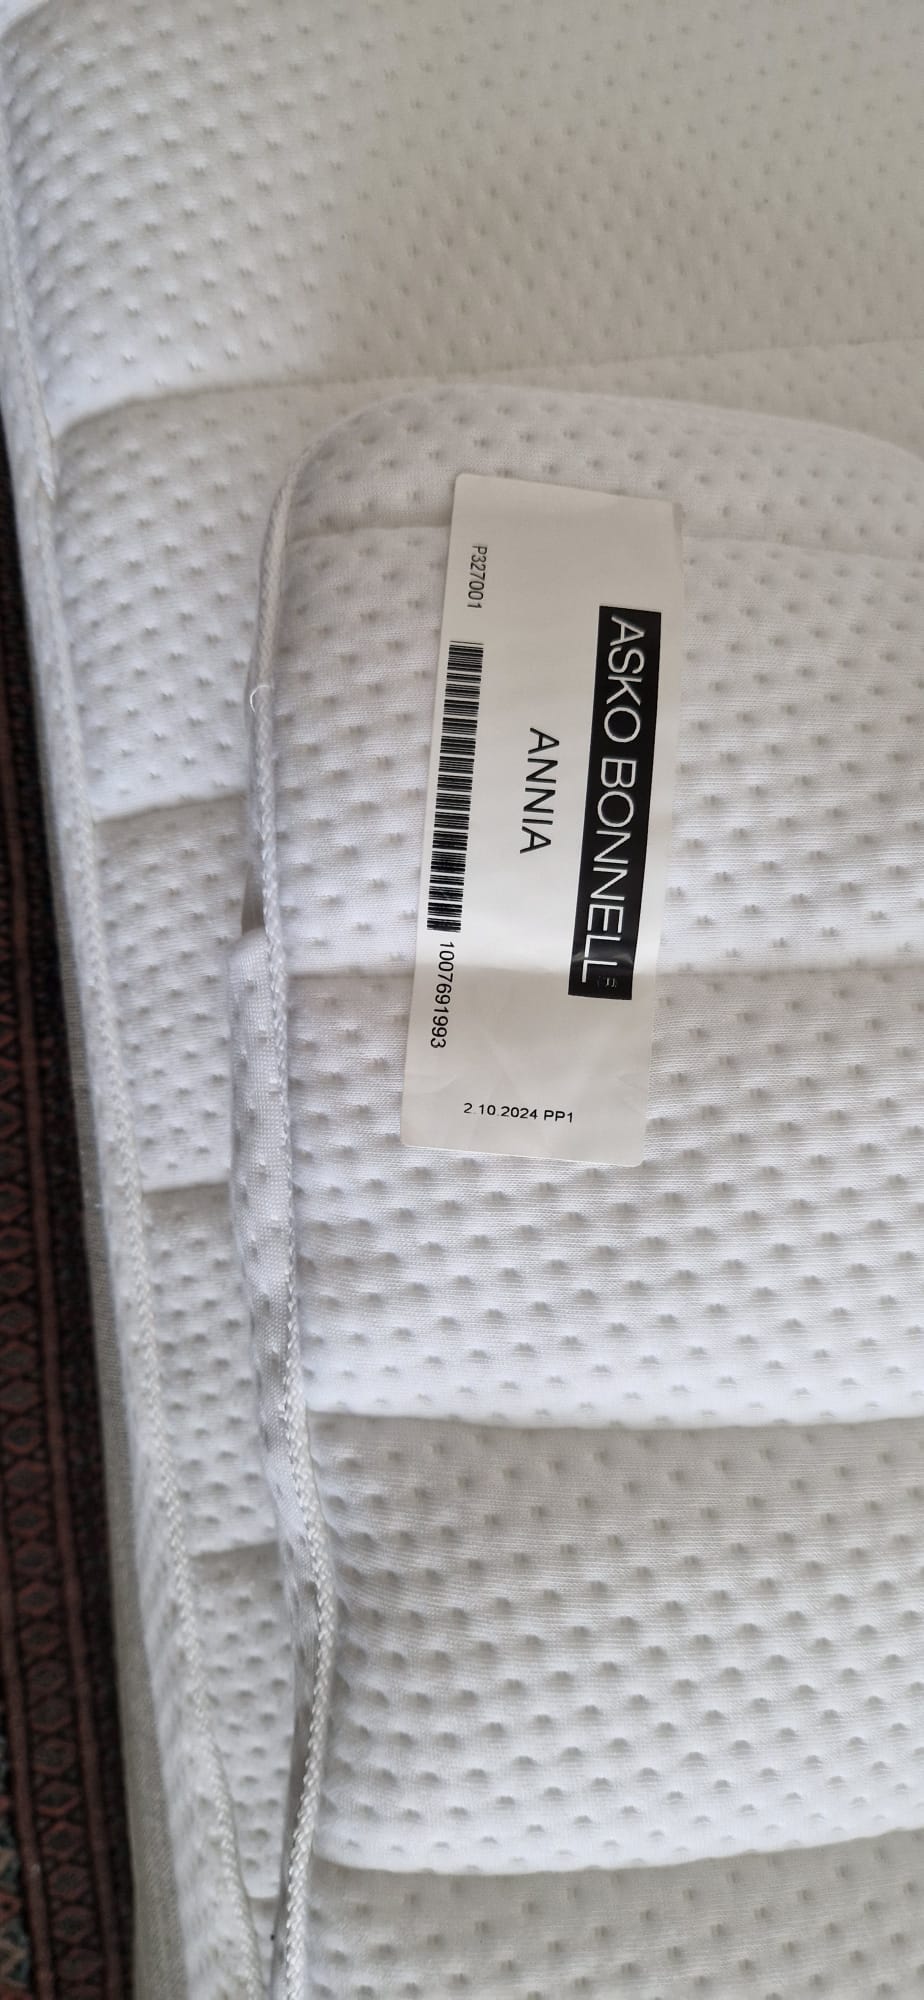 ASKO BONNELL
ANNIA
P327001
1007691993
2.10.2024 PP1